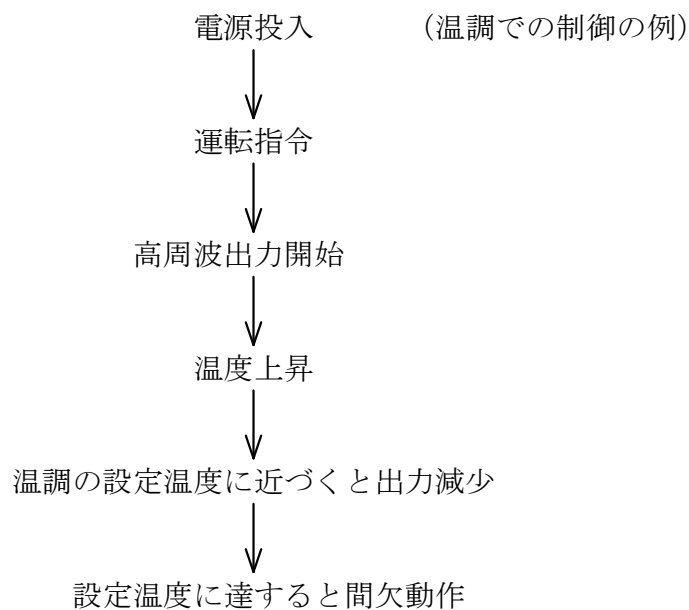 電源投入　　　（温調での制御の例）
運転指令
高周波出力開始
温度上昇
温調の設定温度に近づくと出力減少
設定温度に達すると間欠動作